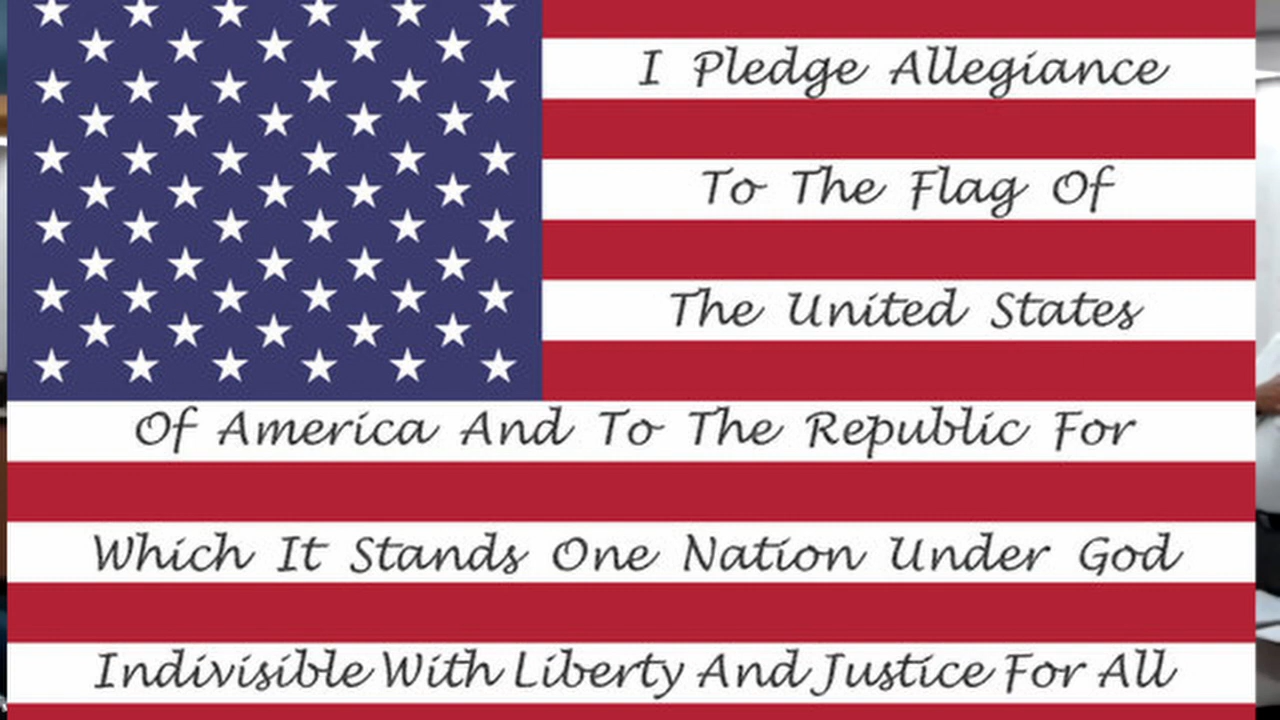 I Pledge Allegiance
To The Flag Of
The United States
Of America And To The Republic For
Which It Stands One Nation Under God
Indivisible With Liberty And Justice For All